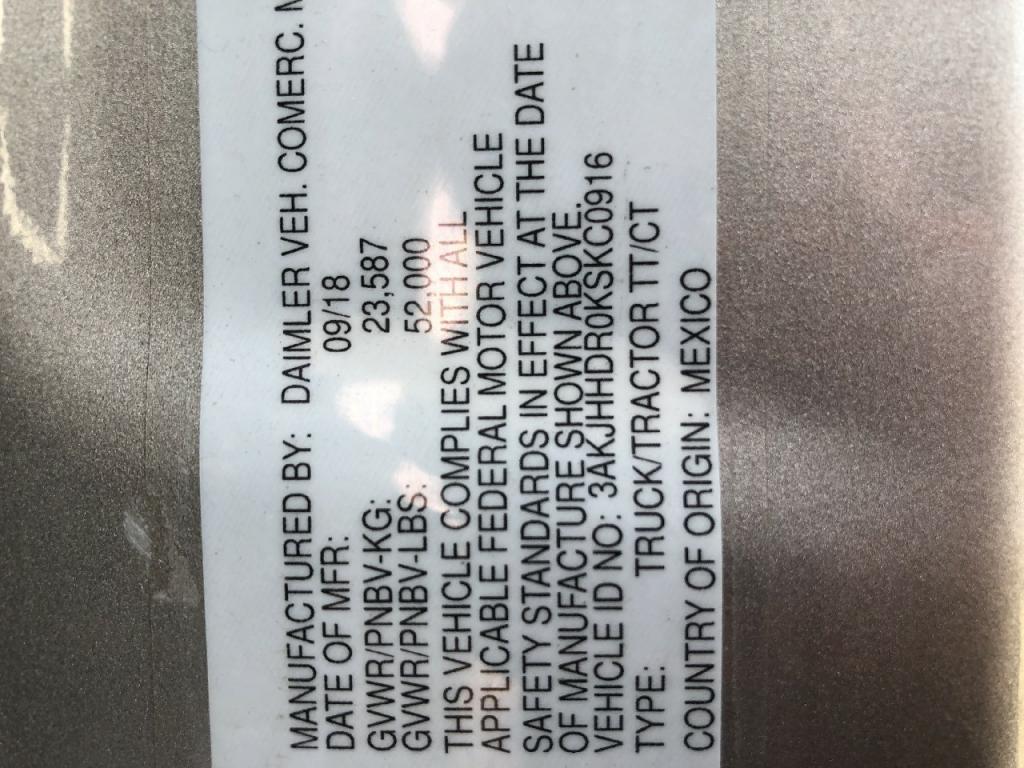 MANUFACTURED BY: DAIMLER VEH. COMERC.
DATE OF MFR: 09/18
GVWR/PNBV-KG: 23,587
GVWR/PNBV-LBS: 52,000
THIS VEHICLE COMPLIES WITH ALL
APPLICABLE FEDERAL MOTOR VEHICLE
SAFETY STANDARDS IN EFFECT AT THE DATE
OF MANUFACTURE SHOWN ABOVE.
VEHICLE ID NO: 3AKJHHDR0KSKC0916
TYPE: TRUCK/TRACTOR TT/CT
COUNTRY OF ORIGIN: MEXICO